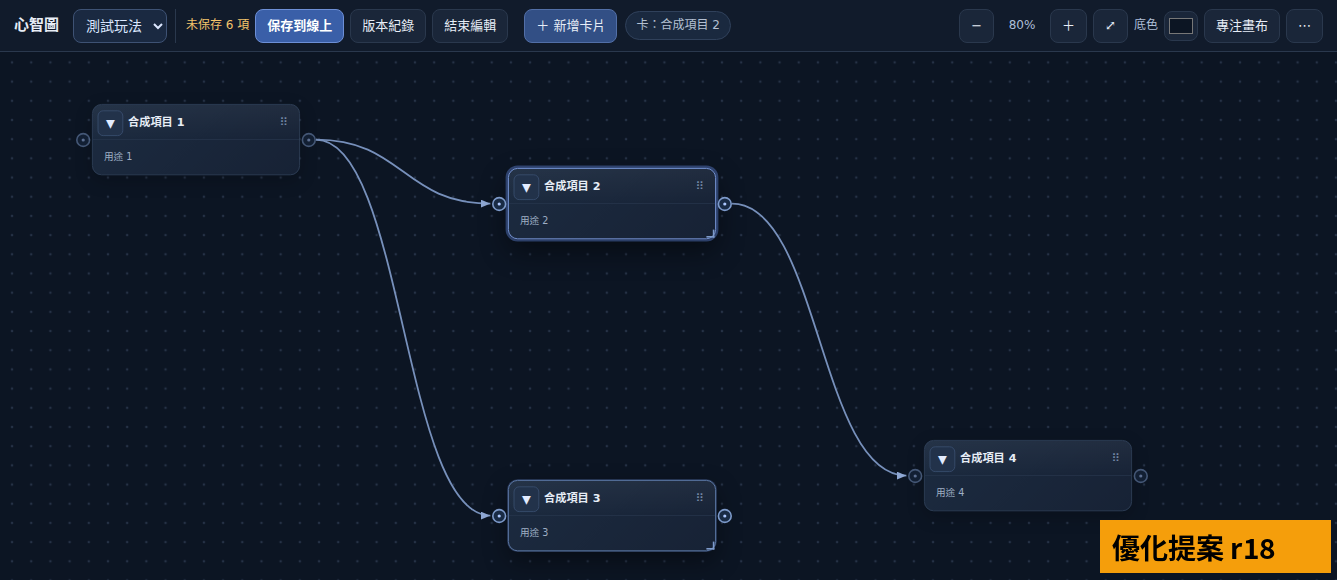 心智圖 測試玩法 未保存 6 項 保存到線上 版本紀錄 結束編輯 ＋ 新增卡片 卡：合成項目 2 − 80% ＋ ⤢ 底色 專注畫布 ⋯
▼ 合成項目 1 ⠿
用途 1
▼ 合成項目 2 ⠿
用途 2
▼ 合成項目 3 ⠿
用途 3
▼ 合成項目 4 ⠿
用途 4
優化提案 r18